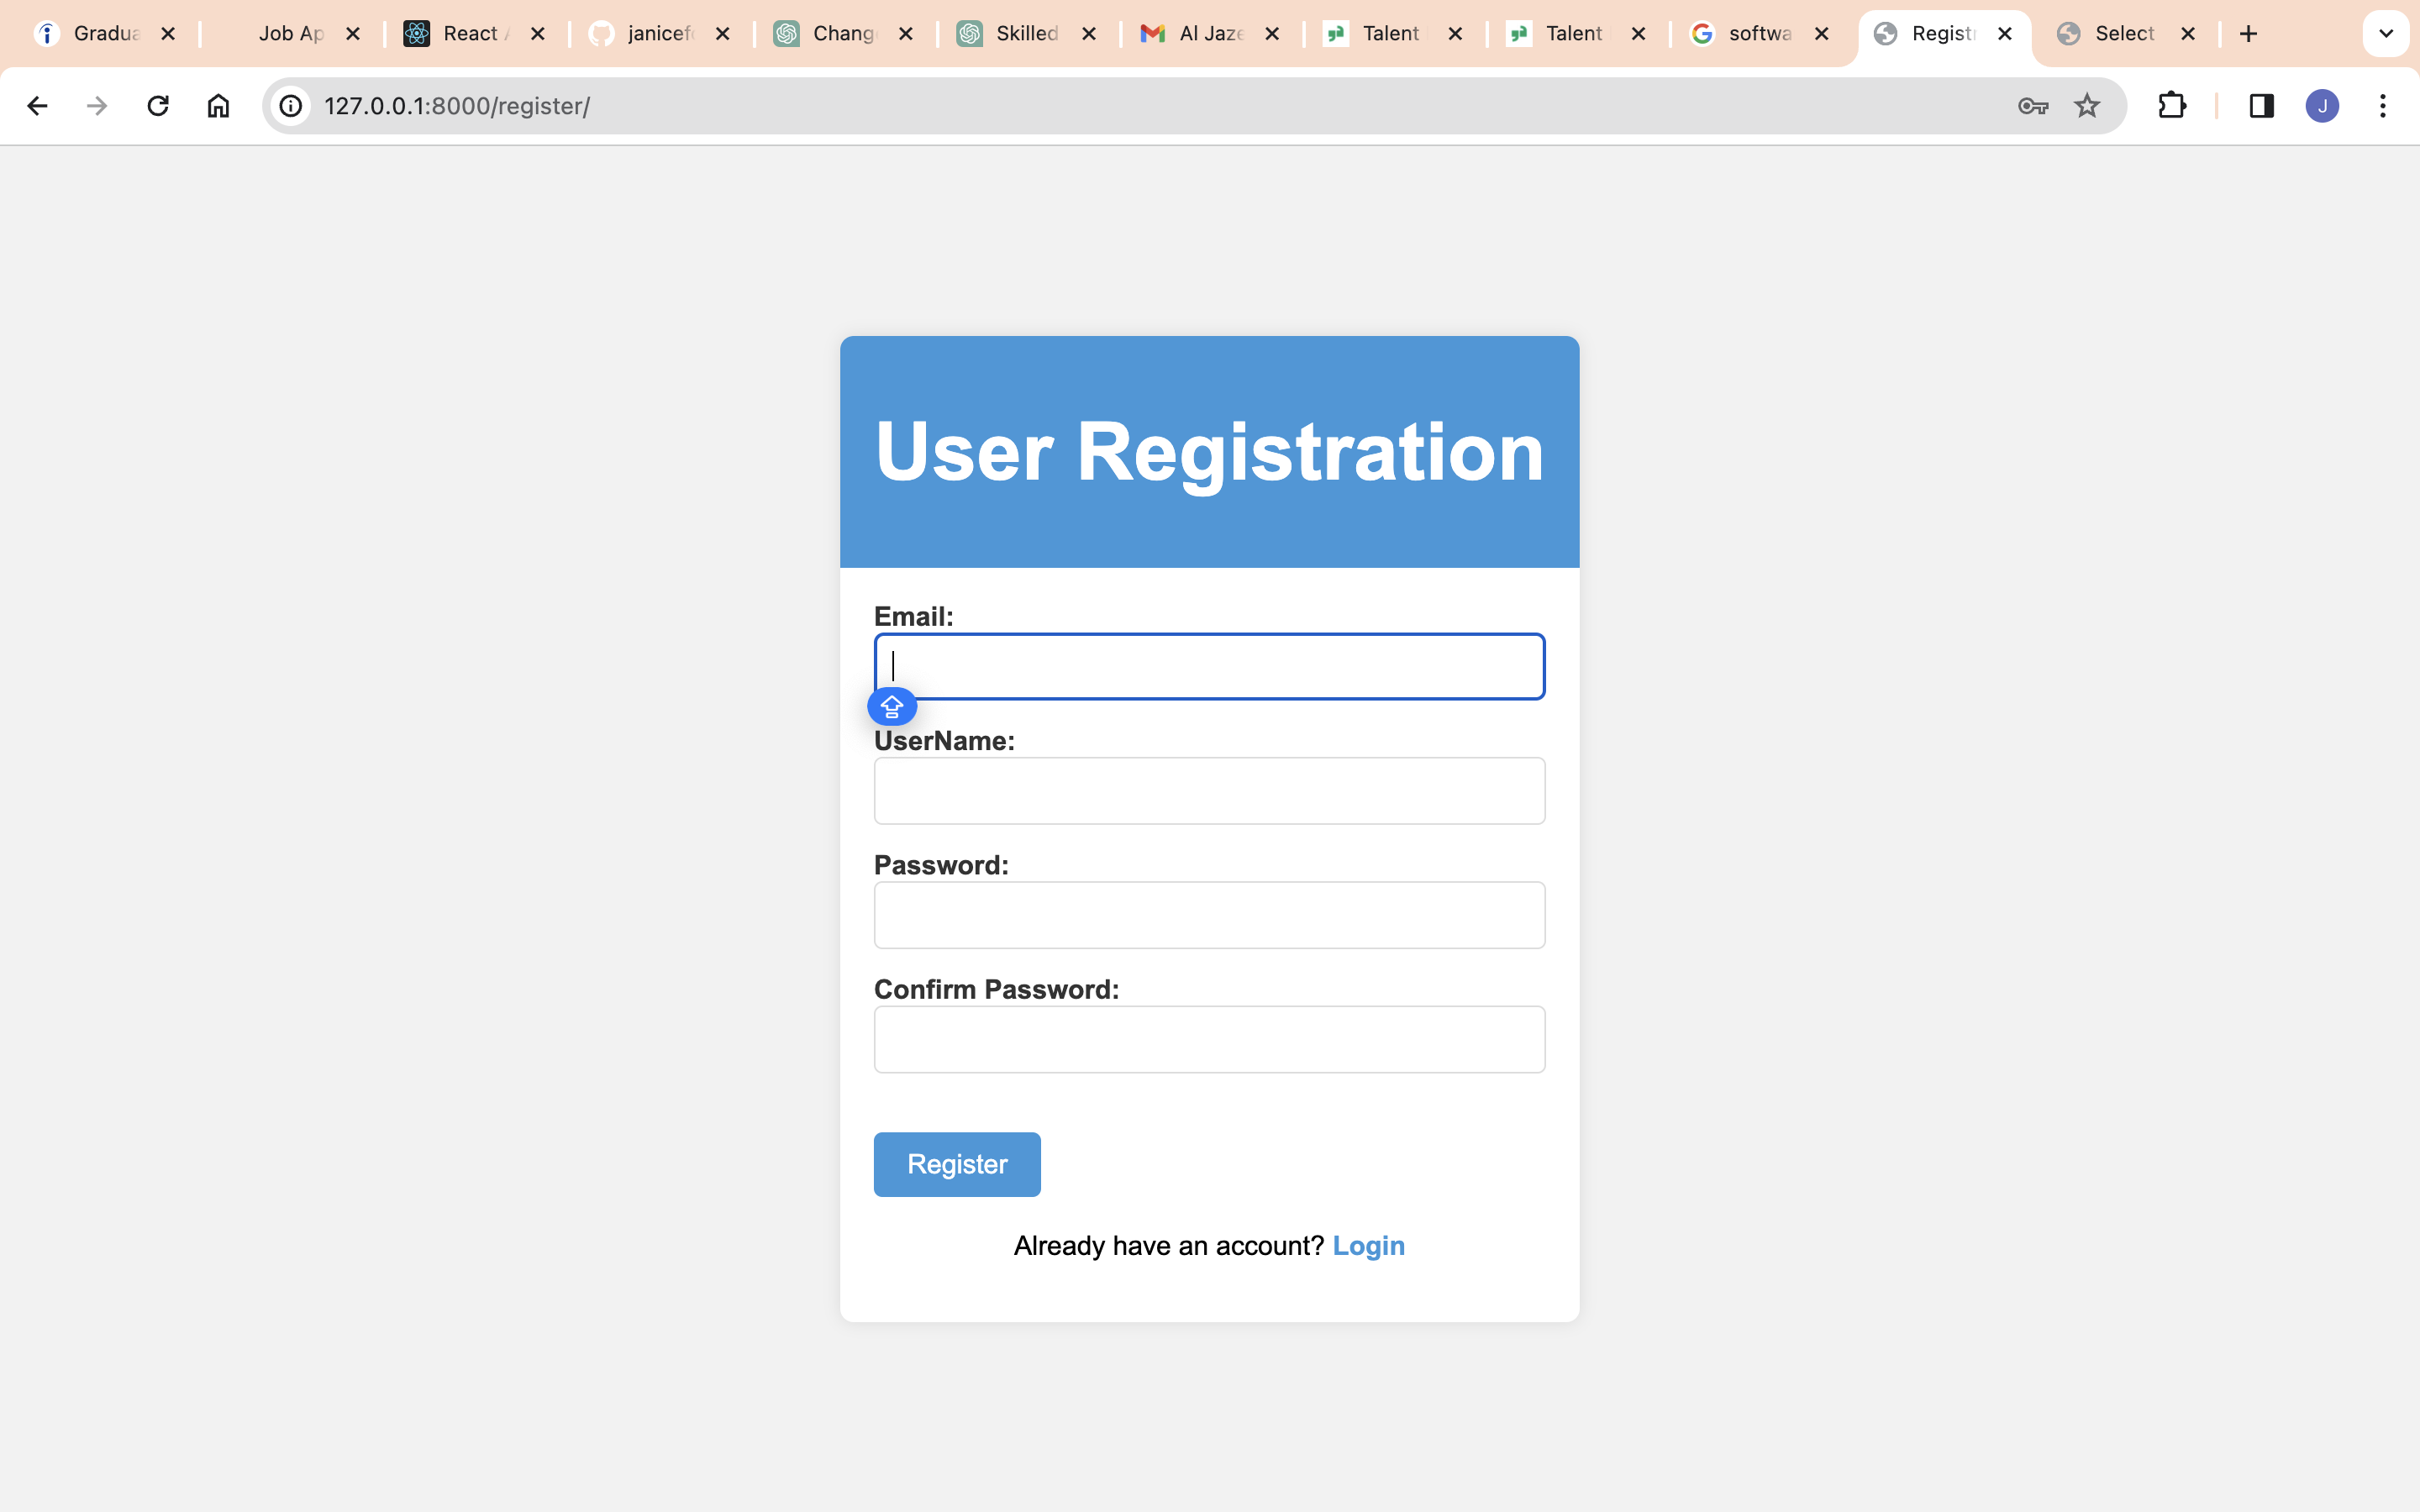 Gradua
Job Ap
React
janicef
Chang
Skilled
Al Jaze
Talent
Talent
softwa
Regist
Select
127.0.0.1:8000/register/
J
User Registration
Email:
UserName:
Password:
Confirm Password:
Register
Already have an account? Login